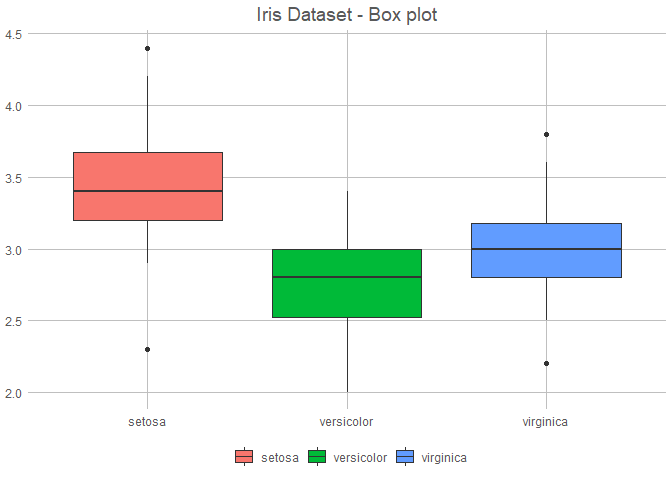 Iris Dataset - Box plot
4.5
4.0
3.5
3.0
2.5
2.0
setosa versicolor virginica
setosa versicolor virginica